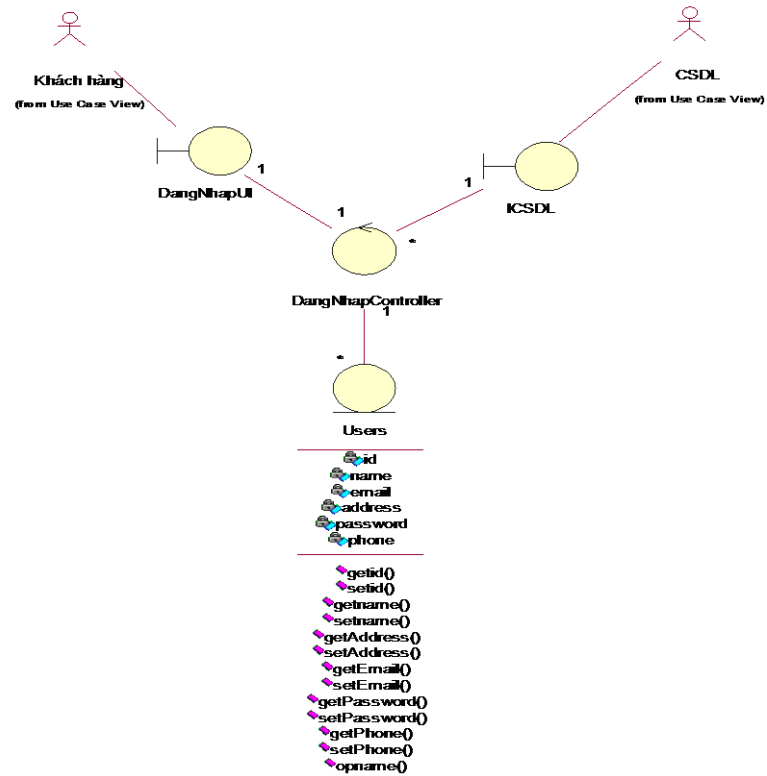 Khách hàng
(from Use Case View)
CSDL
(from Use Case View)
DangNhapUI
1
1
ICSDL
1
*
DangNhapController
1
*
Users
id
name
email
address
password
phone
getid()
setid()
getname()
setname()
getAddress()
setAddress()
getEmail()
setEmail()
getPassword()
setPassword()
getPhone()
setPhone()
opname()